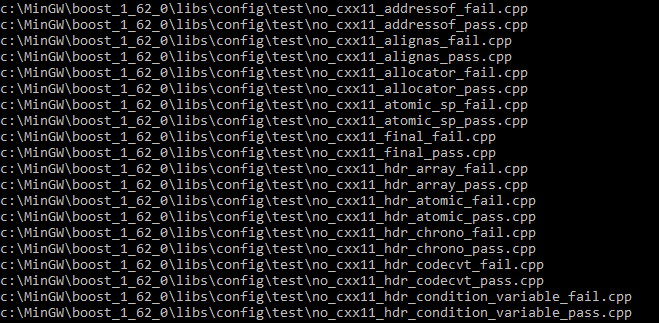 c:\MinGW\boost_1_62_0\libs\config\test\no_cxx11_addressof_fail.cpp
c:\MinGW\boost_1_62_0\libs\config\test\no_cxx11_addressof_pass.cpp
c:\MinGW\boost_1_62_0\libs\config\test\no_cxx11_alignas_fail.cpp
c:\MinGW\boost_1_62_0\libs\config\test\no_cxx11_alignas_pass.cpp
c:\MinGW\boost_1_62_0\libs\config\test\no_cxx11_allocator_fail.cpp
c:\MinGW\boost_1_62_0\libs\config\test\no_cxx11_allocator_pass.cpp
c:\MinGW\boost_1_62_0\libs\config\test\no_cxx11_atomic_sp_fail.cpp
c:\MinGW\boost_1_62_0\libs\config\test\no_cxx11_atomic_sp_pass.cpp
c:\MinGW\boost_1_62_0\libs\config\test\no_cxx11_final_fail.cpp
c:\MinGW\boost_1_62_0\libs\config\test\no_cxx11_final_pass.cpp
c:\MinGW\boost_1_62_0\libs\config\test\no_cxx11_hdr_array_fail.cpp
c:\MinGW\boost_1_62_0\libs\config\test\no_cxx11_hdr_array_pass.cpp
c:\MinGW\boost_1_62_0\libs\config\test\no_cxx11_hdr_atomic_fail.cpp
c:\MinGW\boost_1_62_0\libs\config\test\no_cxx11_hdr_atomic_pass.cpp
c:\MinGW\boost_1_62_0\libs\config\test\no_cxx11_hdr_chrono_fail.cpp
c:\MinGW\boost_1_62_0\libs\config\test\no_cxx11_hdr_chrono_pass.cpp
c:\MinGW\boost_1_62_0\libs\config\test\no_cxx11_hdr_codecvt_fail.cpp
c:\MinGW\boost_1_62_0\libs\config\test\no_cxx11_hdr_codecvt_pass.cpp
c:\MinGW\boost_1_62_0\libs\config\test\no_cxx11_hdr_condition_variable_fail.cpp
c:\MinGW\boost_1_62_0\libs\config\test\no_cxx11_hdr_condition_variable_pass.cpp